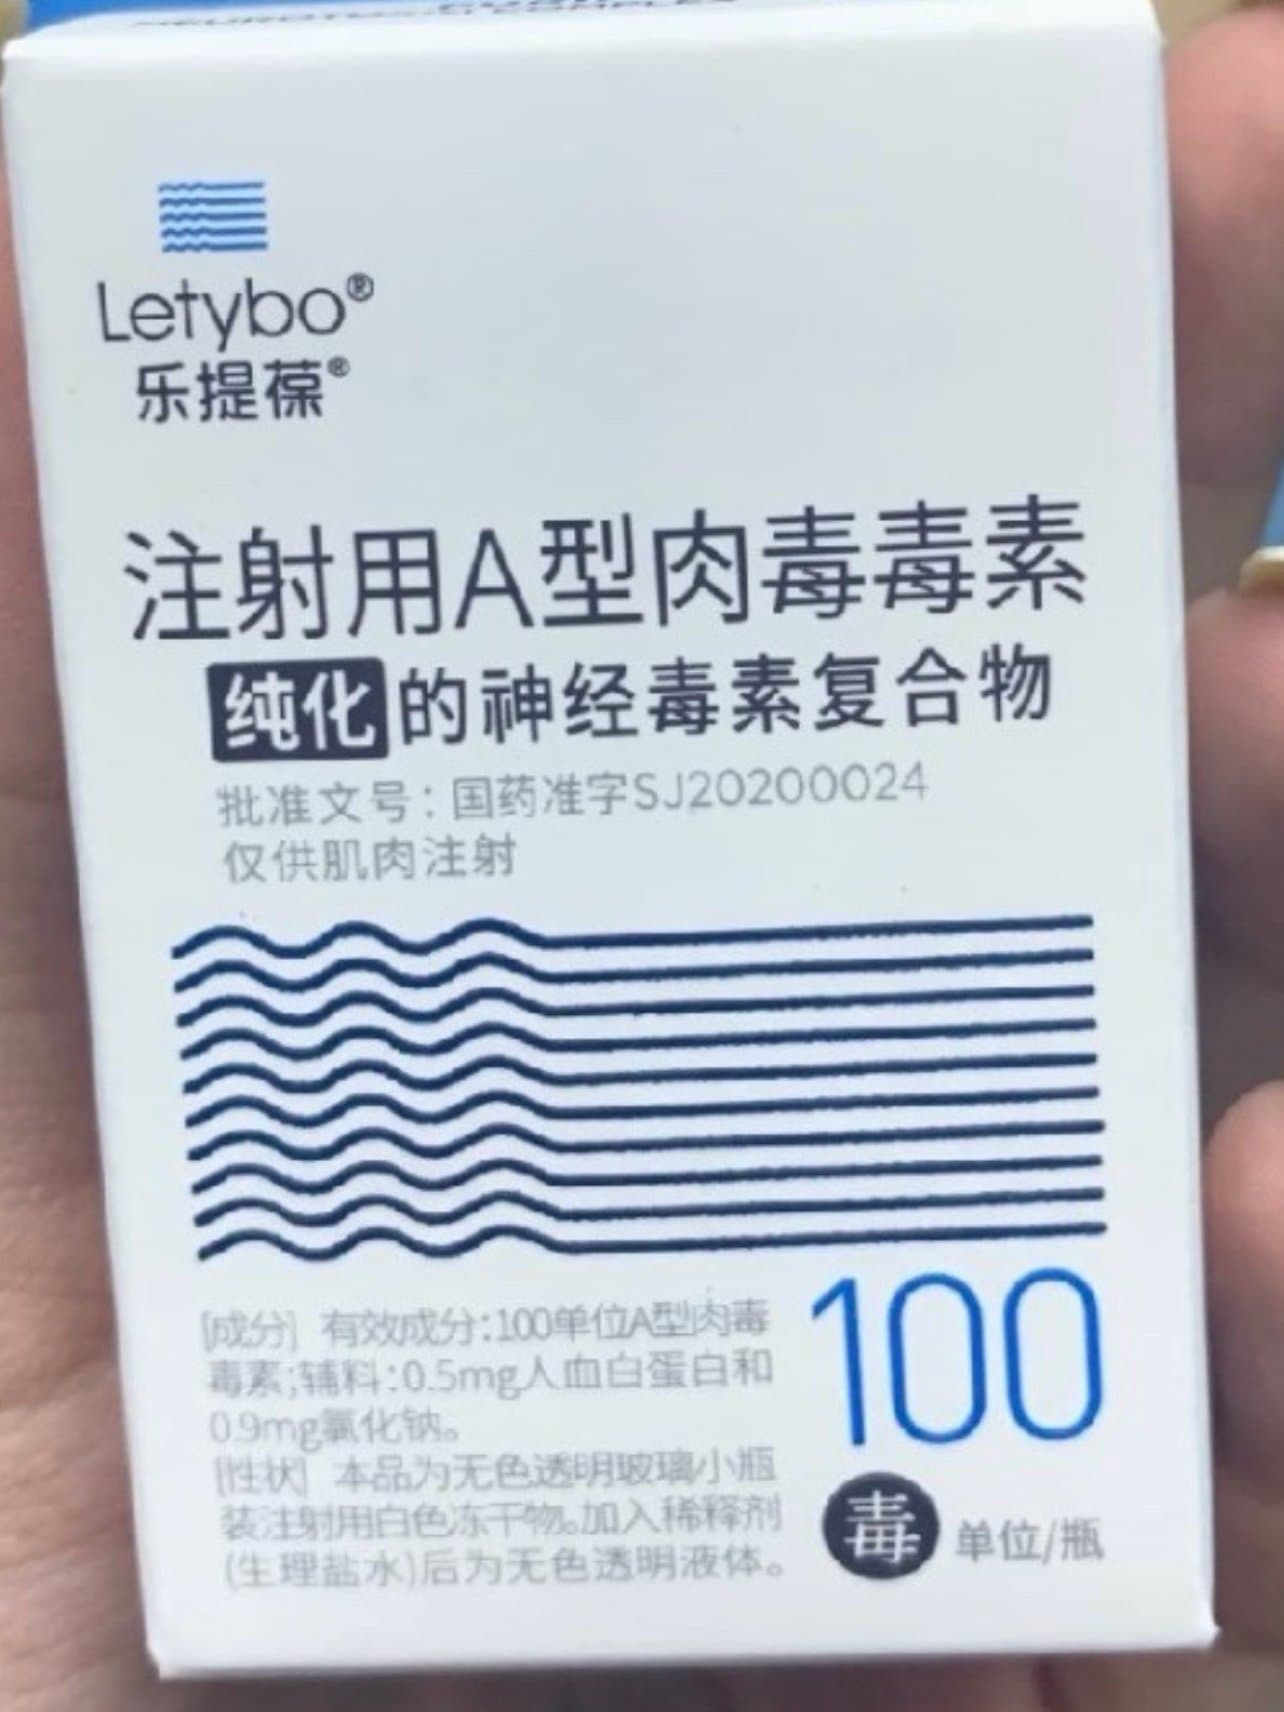 Letybo®
乐提葆®
注射用A型肉毒毒素
纯化的神经毒素复合物
批准文号：国药准字SJ20200024
仅供肌肉注射
[成分] 有效成分：100单位A型肉毒
毒素；辅料：0.5mg人血白蛋白和
0.9mg氯化钠。
[性状] 本品为无色透明玻璃小瓶
装注射用白色冻干物。加入稀释剂
(生理盐水)后为无色透明液体。
100
毒 单位/瓶